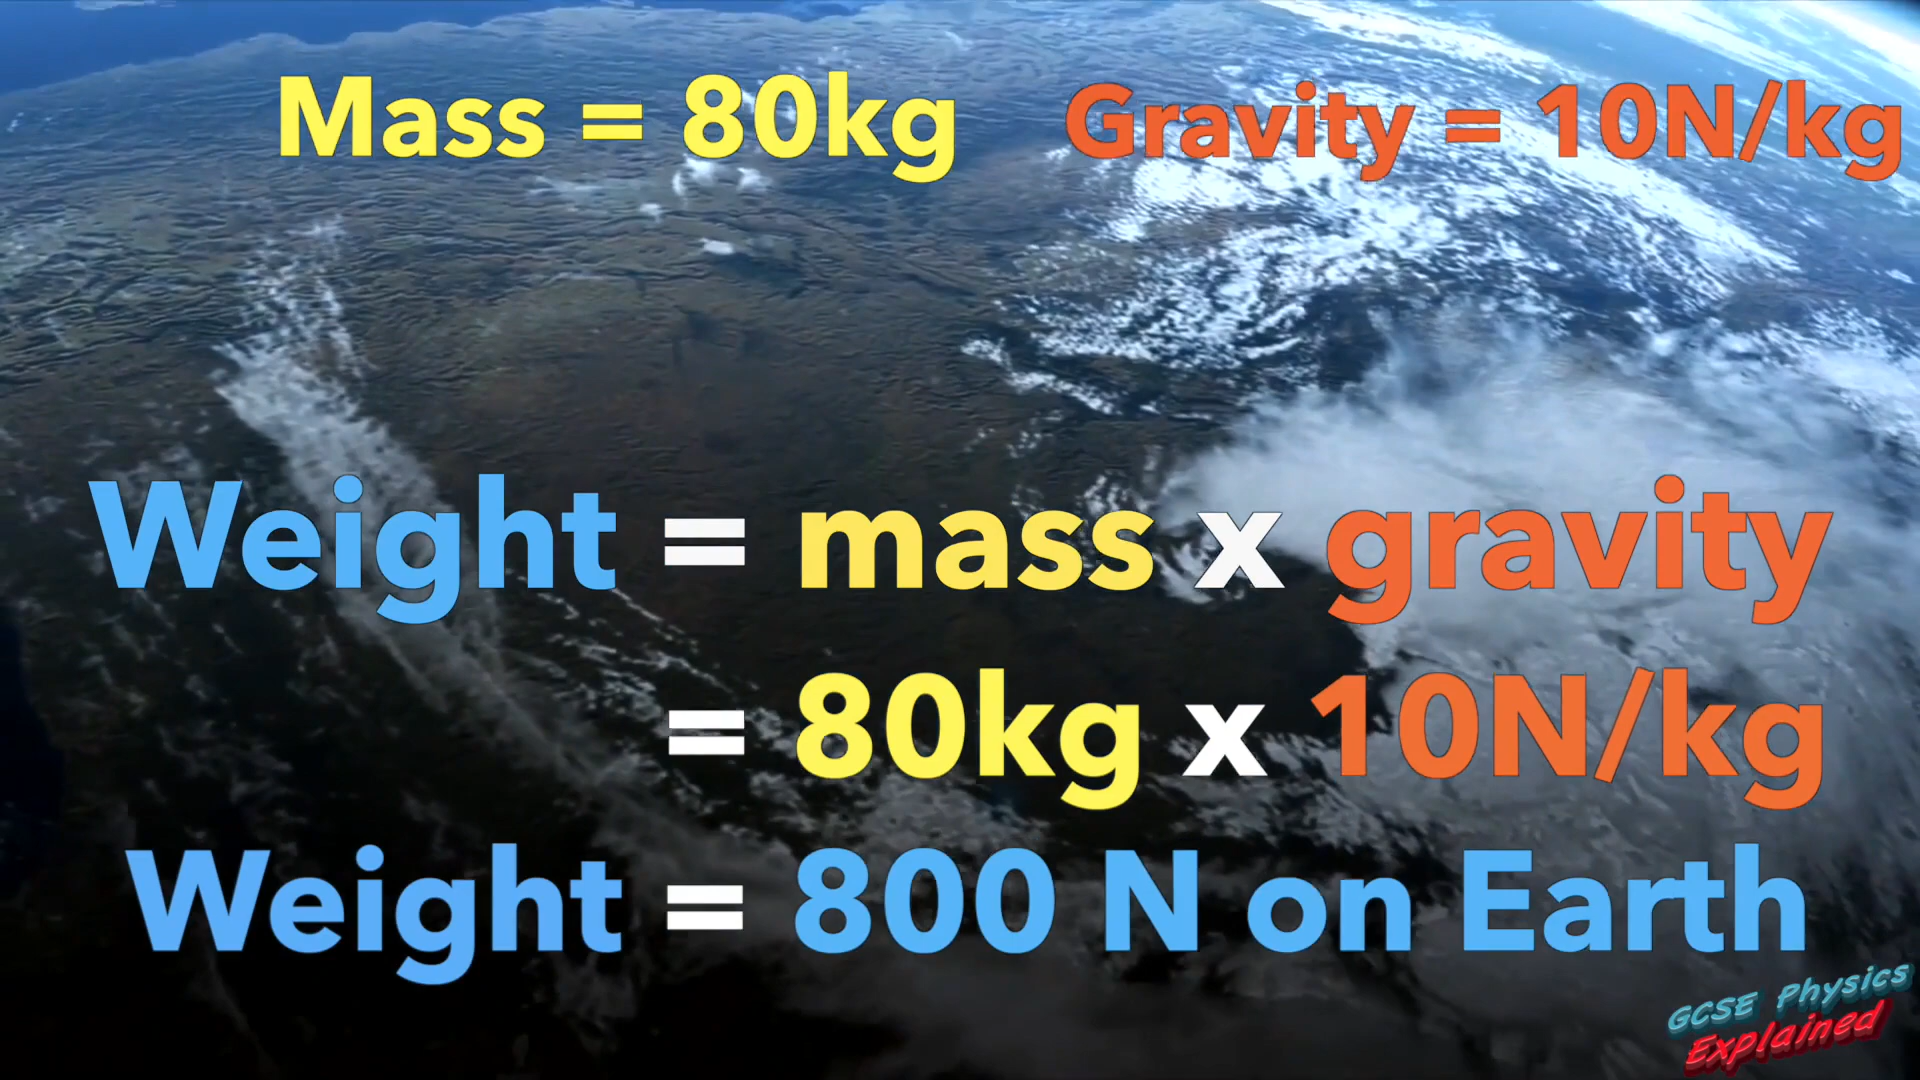 Mass = 80kg Gravity = 10N/kg
Weight = mass x gravity
= 80kg x 10N/kg
Weight = 800 N on Earth
GCSE Physics
Explained